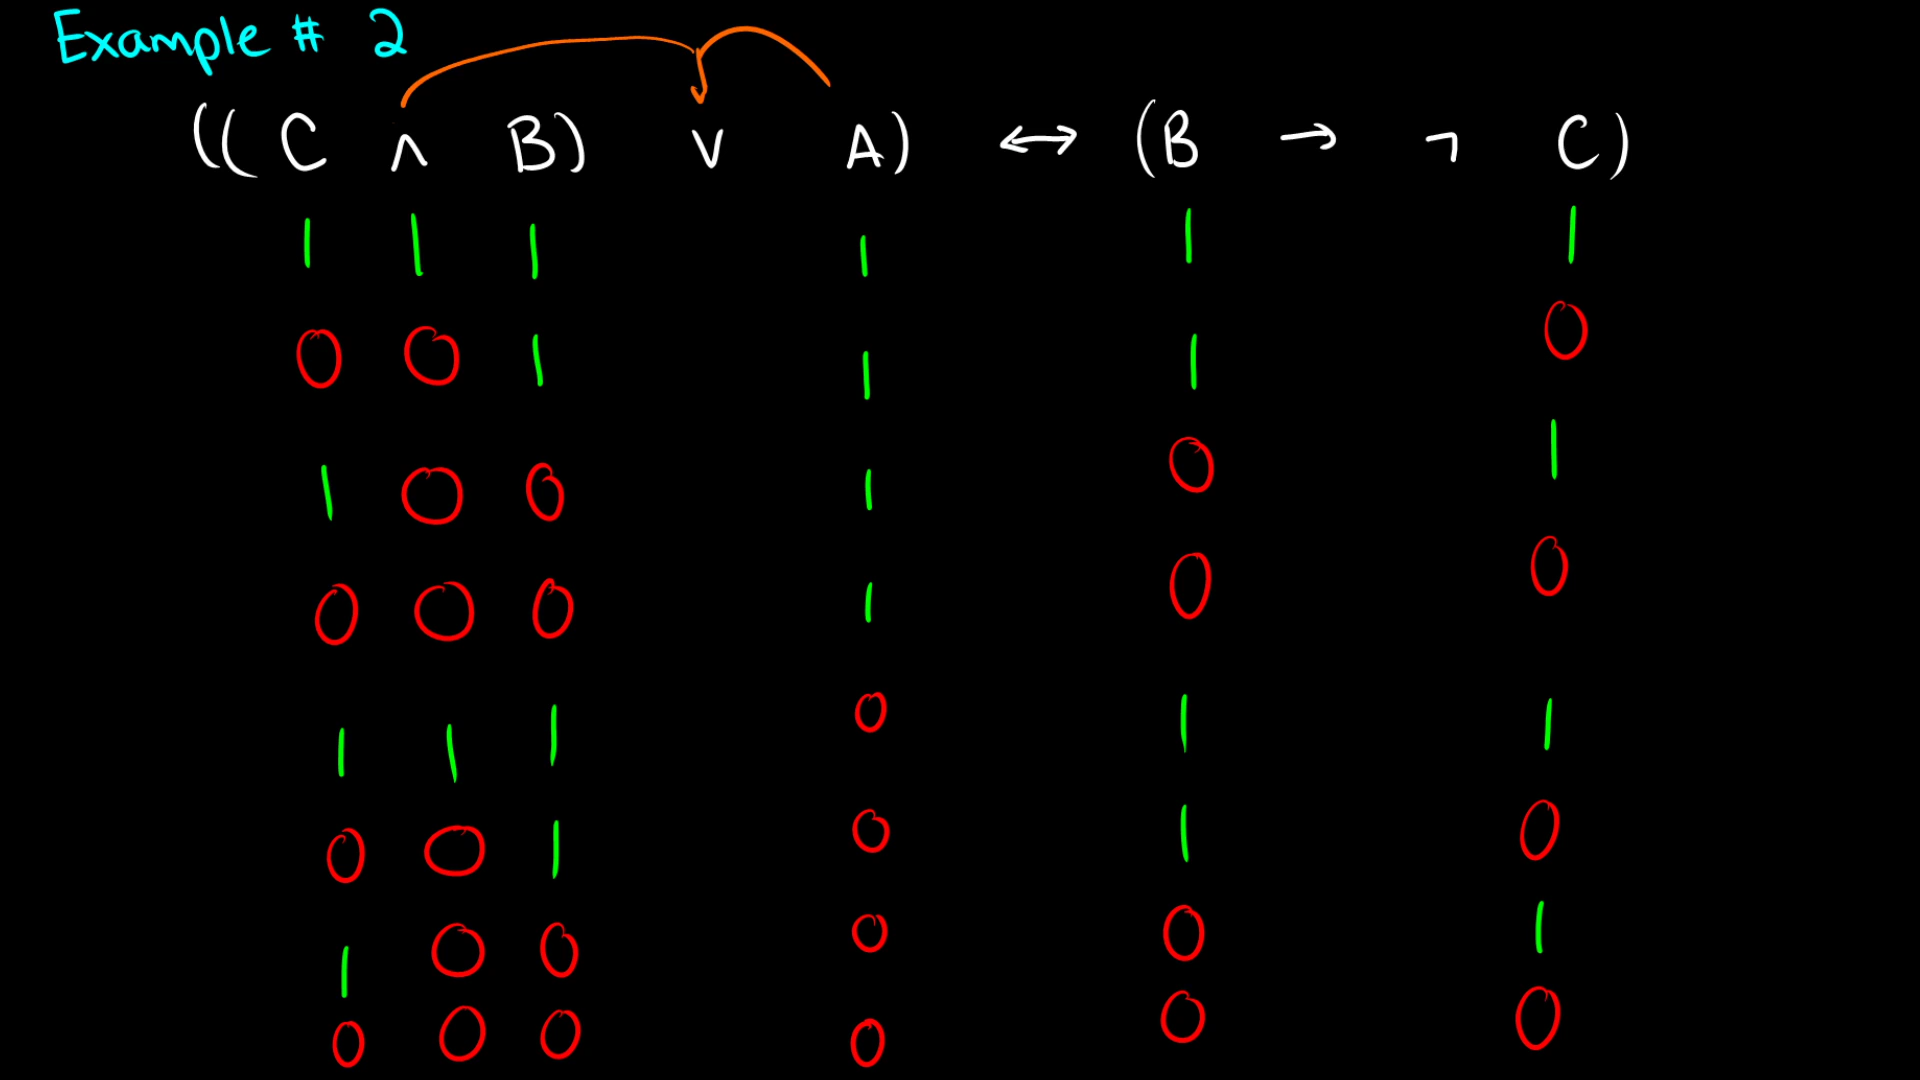 Example # 2
((C ∧ B) ∨ A) ↔ (B → ¬ C)
1 1 1 1 1 1
0 0 1 1 1 0
1 0 0 1 0 1
0 0 0 1 0 0
1 1 1 0 1 1
0 0 1 0 1 0
1 0 0 0 0 1
0 0 0 0 0 0